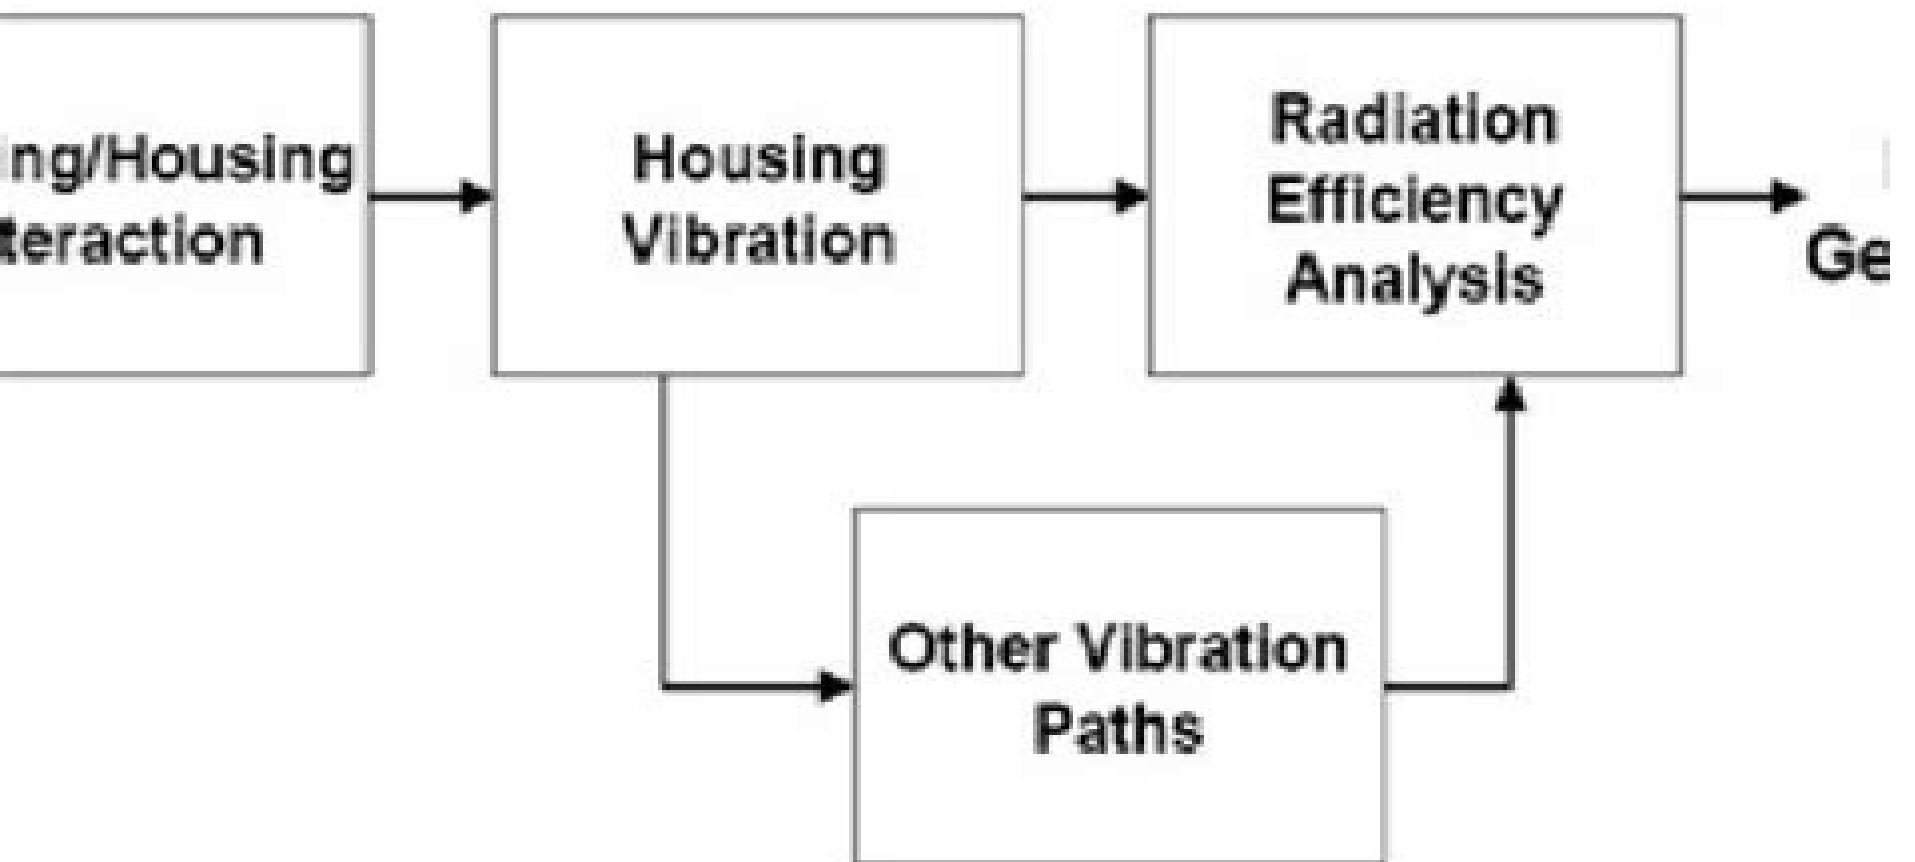 ing/Housing
teraction
Housing
Vibration
Radiation
Efficiency
Analysis
Ge
Other Vibration
Paths